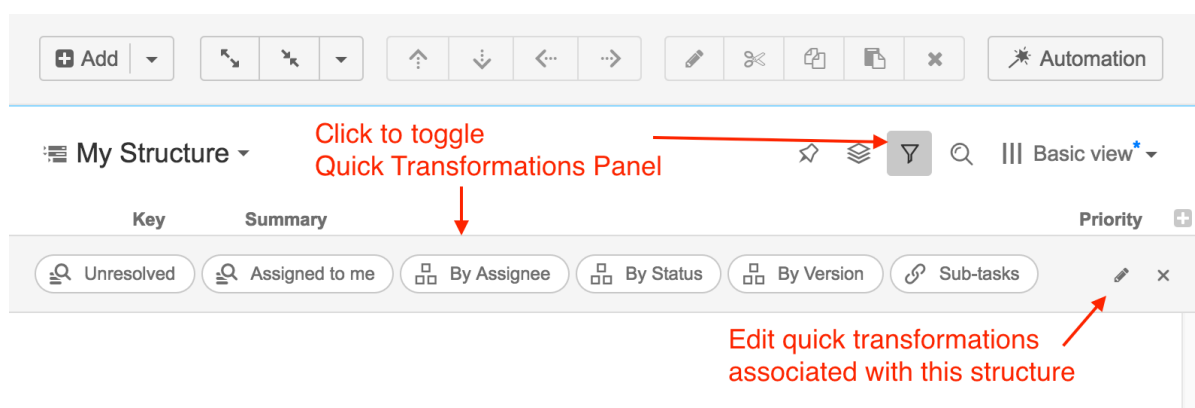 Add
Automation
Click to toggle
Quick Transformations Panel
My Structure
Basic view*
Key Summary Priority
Unresolved Assigned to me By Assignee By Status By Version Sub-tasks
Edit quick transformations
associated with this structure